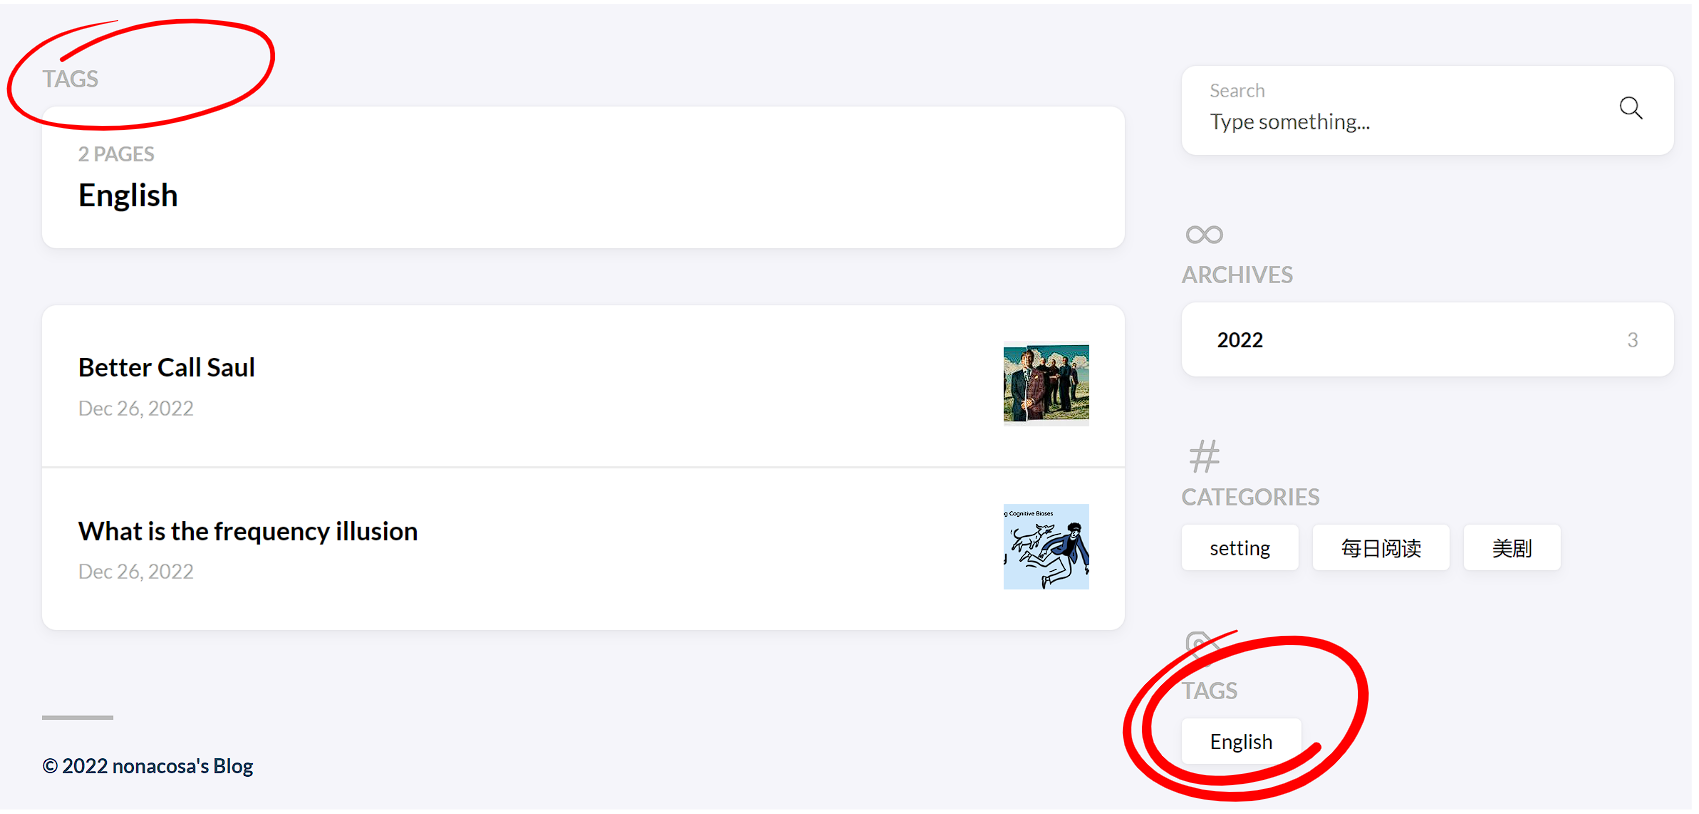 TAGS
2 PAGES
English
Better Call Saul
Dec 26, 2022
What is the frequency illusion
Dec 26, 2022
g Cognitive Biases
© 2022 nonacosa's Blog
Search
Type something...
ARCHIVES
2022 3
CATEGORIES
setting 每日阅读 美剧
TAGS
English